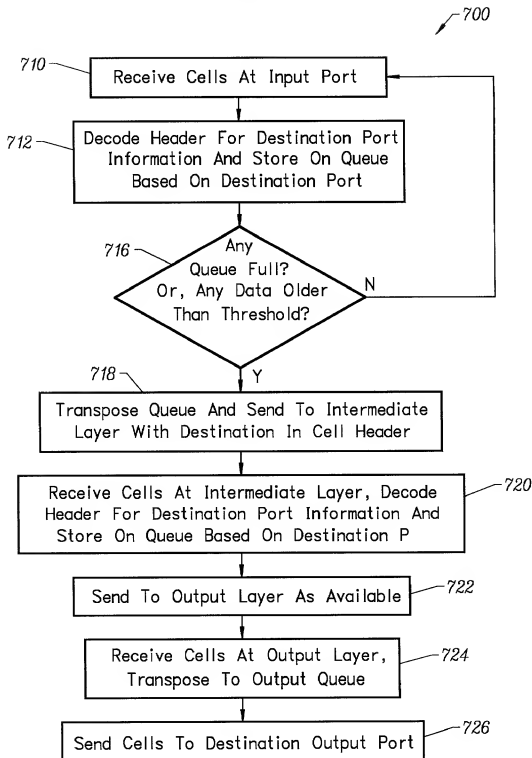 700
710
Receive Cells At Input Port
712
Decode Header For Destination Port
Information And Store On Queue
Based On Destination Port
716
Any
Queue Full?
Or, Any Data Older
Than Threshold?
N
Y
718
Transpose Queue And Send To Intermediate
Layer With Destination In Cell Header
720
Receive Cells At Intermediate Layer, Decode
Header For Destination Port Information And
Store On Queue Based On Destination P
722
Send To Output Layer As Available
724
Receive Cells At Output Layer,
Transpose To Output Queue
726
Send Cells To Destination Output Port